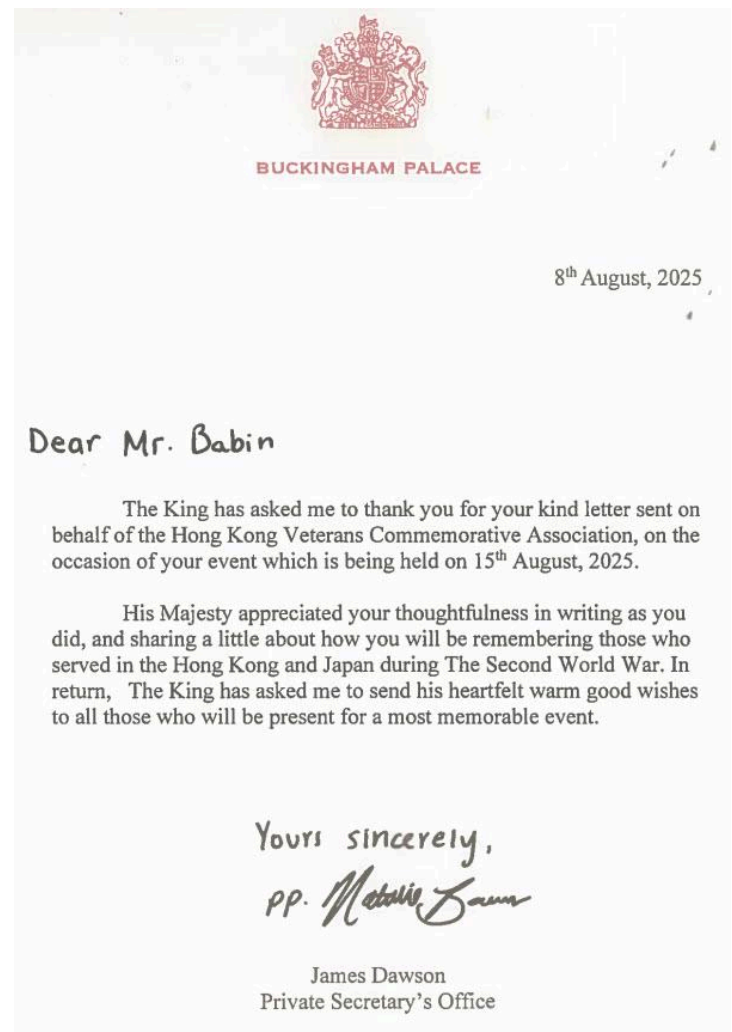 BUCKINGHAM PALACE
8th August, 2025
Dear Mr. Babin
The King has asked me to thank you for your kind letter sent on
behalf of the Hong Kong Veterans Commemorative Association, on the
occasion of your event which is being held on 15th August, 2025.
His Majesty appreciated your thoughtfulness in writing as you
did, and sharing a little about how you will be remembering those who
served in the Hong Kong and Japan during The Second World War. In
return, The King has asked me to send his heartfelt warm good wishes
to all those who will be present for a most memorable event.
Yours sincerely,
pp. Natalie
James Dawson
Private Secretary's Office